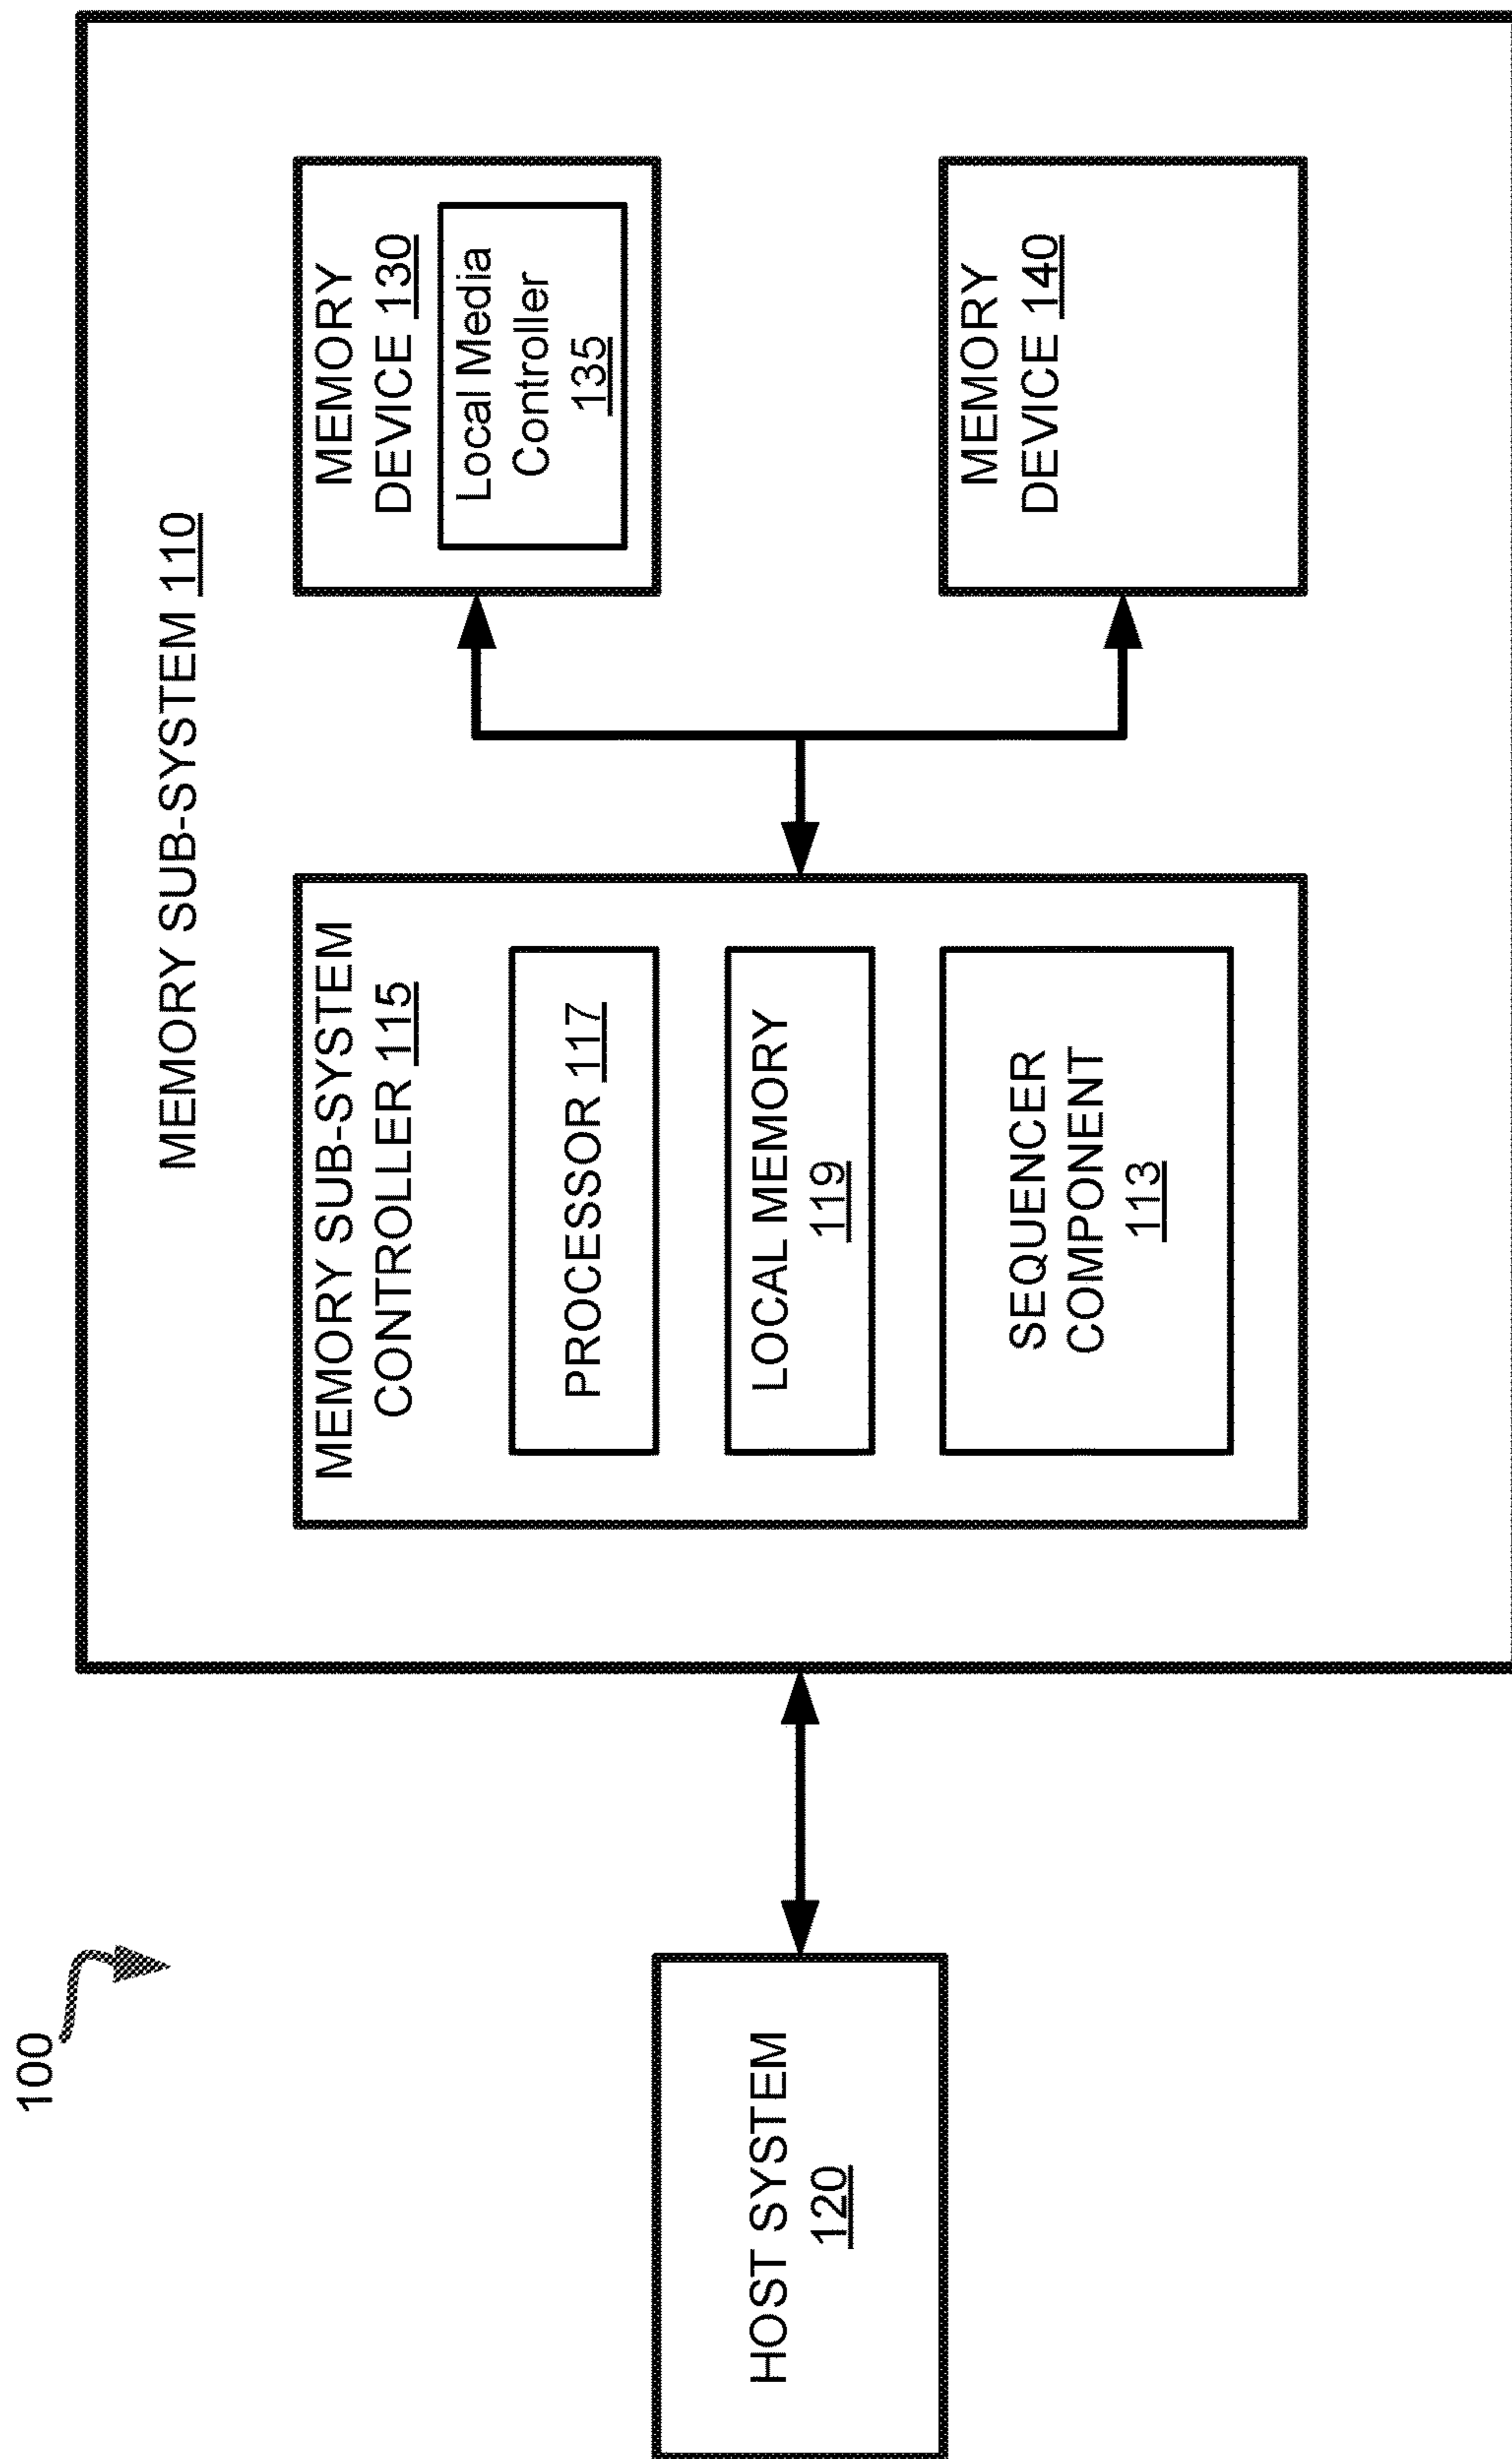 100
MEMORY SUB-SYSTEM 110
HOST SYSTEM
120
MEMORY SUB-SYSTEM
CONTROLLER 115
PROCESSOR 117
LOCAL MEMORY
119
SEQUENCER
COMPONENT
113
MEMORY
DEVICE 130
Local Media
Controller
135
MEMORY
DEVICE 140